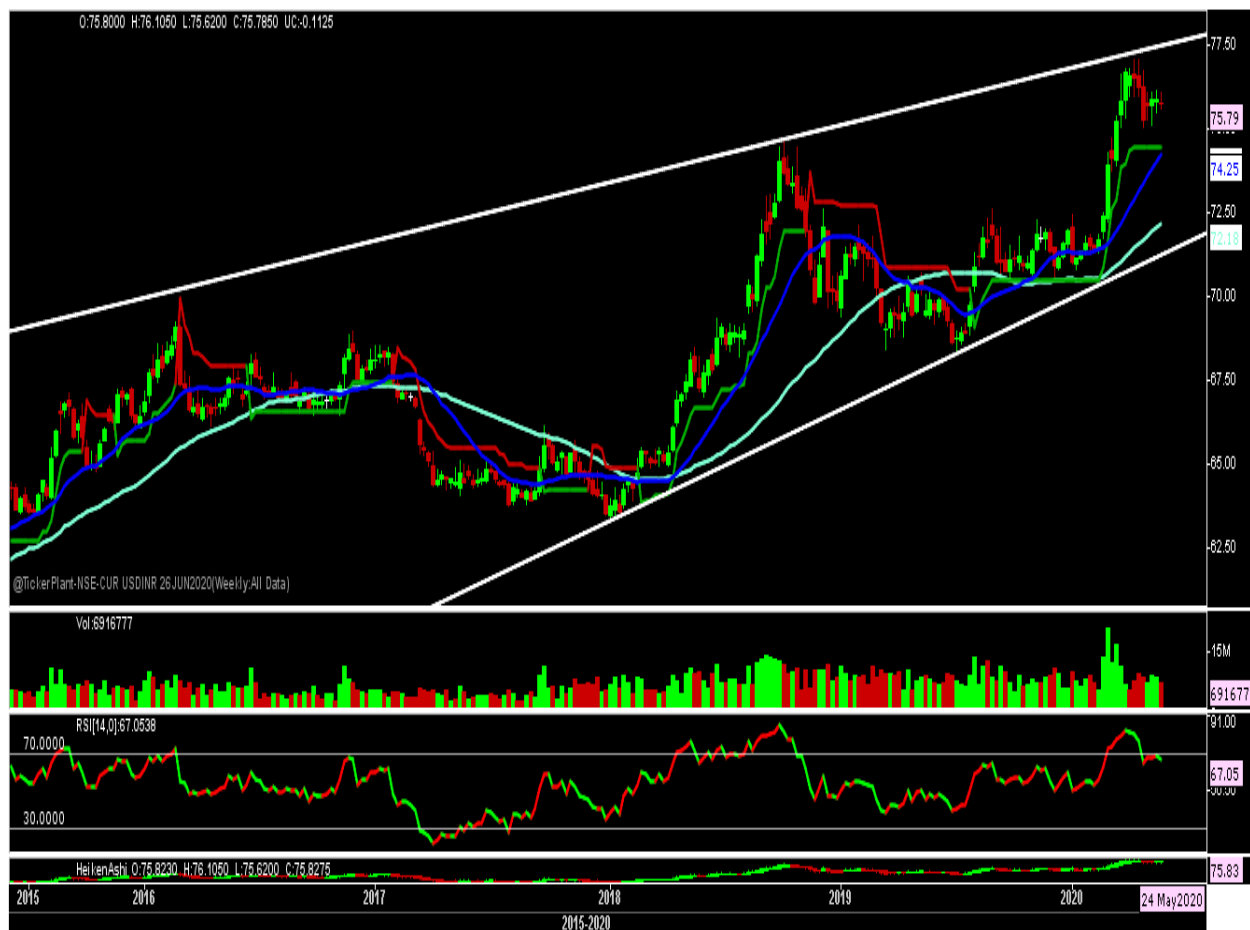 O:75.8000 H:76.1050 L:75.6200 C:75.7850 UC:-0.1125
77.50
75.79
74.25
72.50
72.18
70.00
67.50
65.00
62.50
@TickerPlant-NSE-CUR USDINR 26JUN2020(Weekly:All Data)
Vol:6916777
15M
691677
RSI[14,0]:67.0538
91.00
70.0000
67.05
30.0000
HeikenAshi O:75.8230 H:76.1050 L:75.6200 C:75.8275
75.83
2015 2016 2017 2018 2019 2020 24 May2020
2015-2020